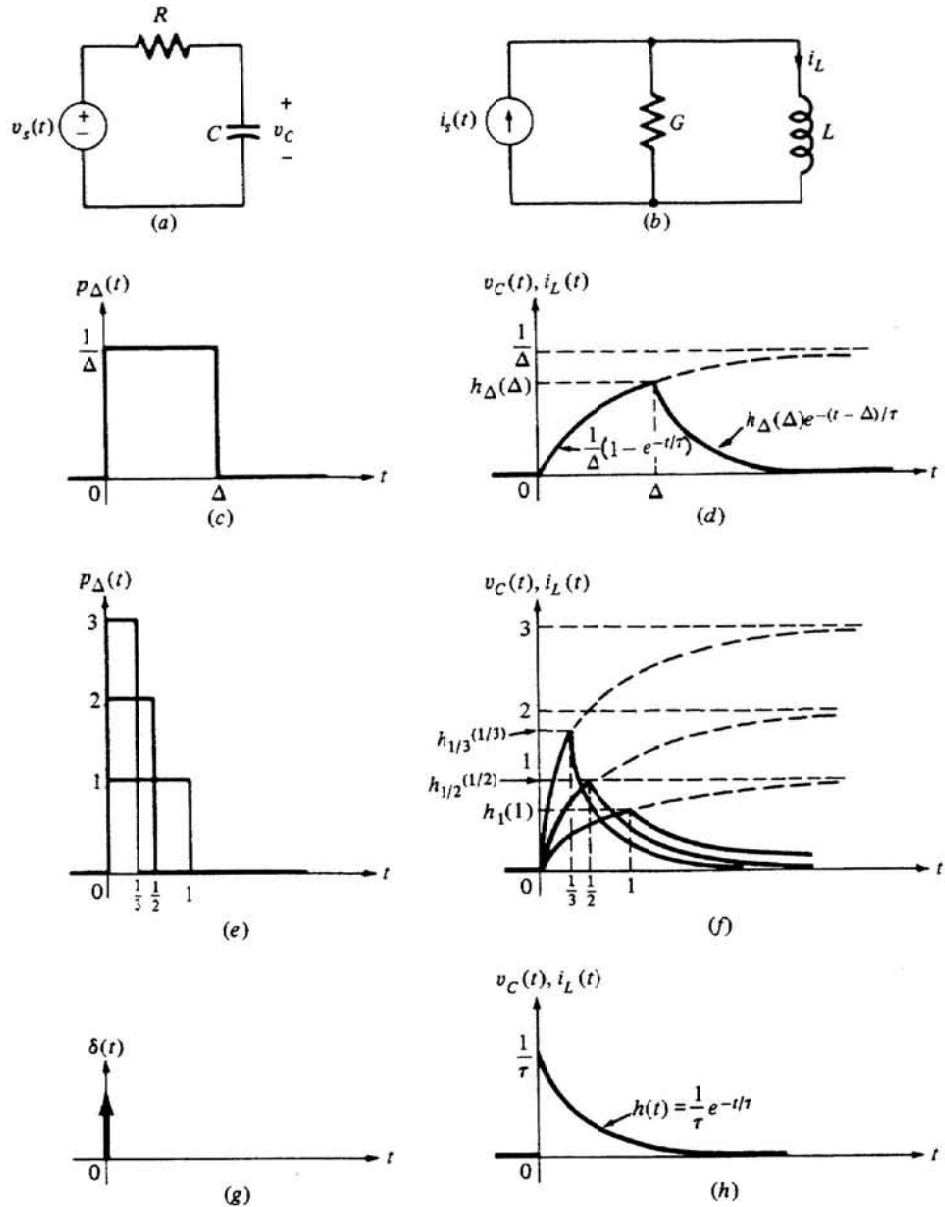 R
v_s(t)
+
−
C
+
v_C
−
(a)
i_s(t)
G
i_L
L
(b)
p_Δ(t)
1/Δ
0
Δ
t
(c)
v_C(t), i_L(t)
1/Δ
h_Δ(Δ)
1/Δ(1 − e^{−t/τ})
h_Δ(Δ)e^{−(t − Δ)/τ}
0
Δ
t
(d)
p_Δ(t)
3
2
1
0
1/3
1/2
1
t
(e)
v_C(t), i_L(t)
3
2
h_{1/3}(1/3)
1
h_{1/2}(1/2)
h_1(1)
0
1/3
1/2
1
t
(f)
δ(t)
0
t
(g)
v_C(t), i_L(t)
1/τ
h(t) = 1/τ e^{−t/τ}
0
t
(h)